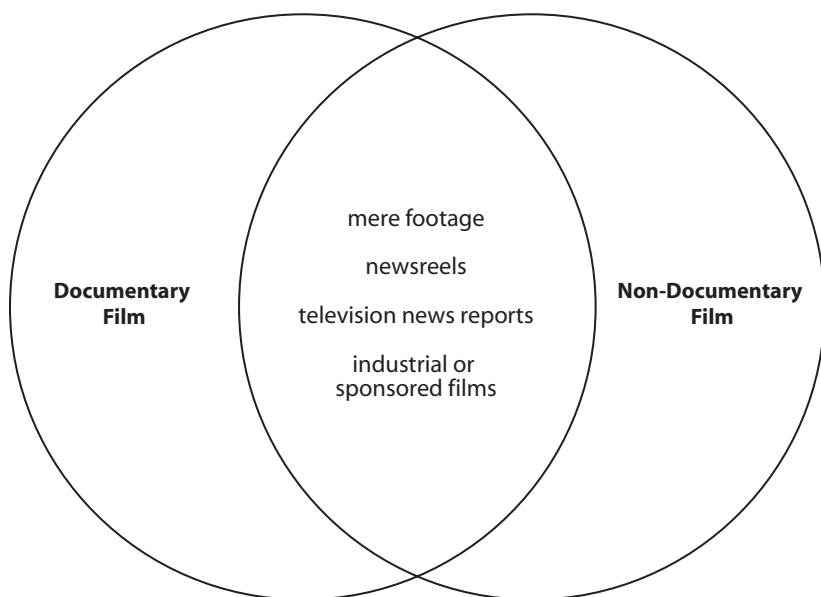 mere footage
newsreels
Documentary
Film
television news reports
Non-Documentary
Film
industrial or
sponsored films